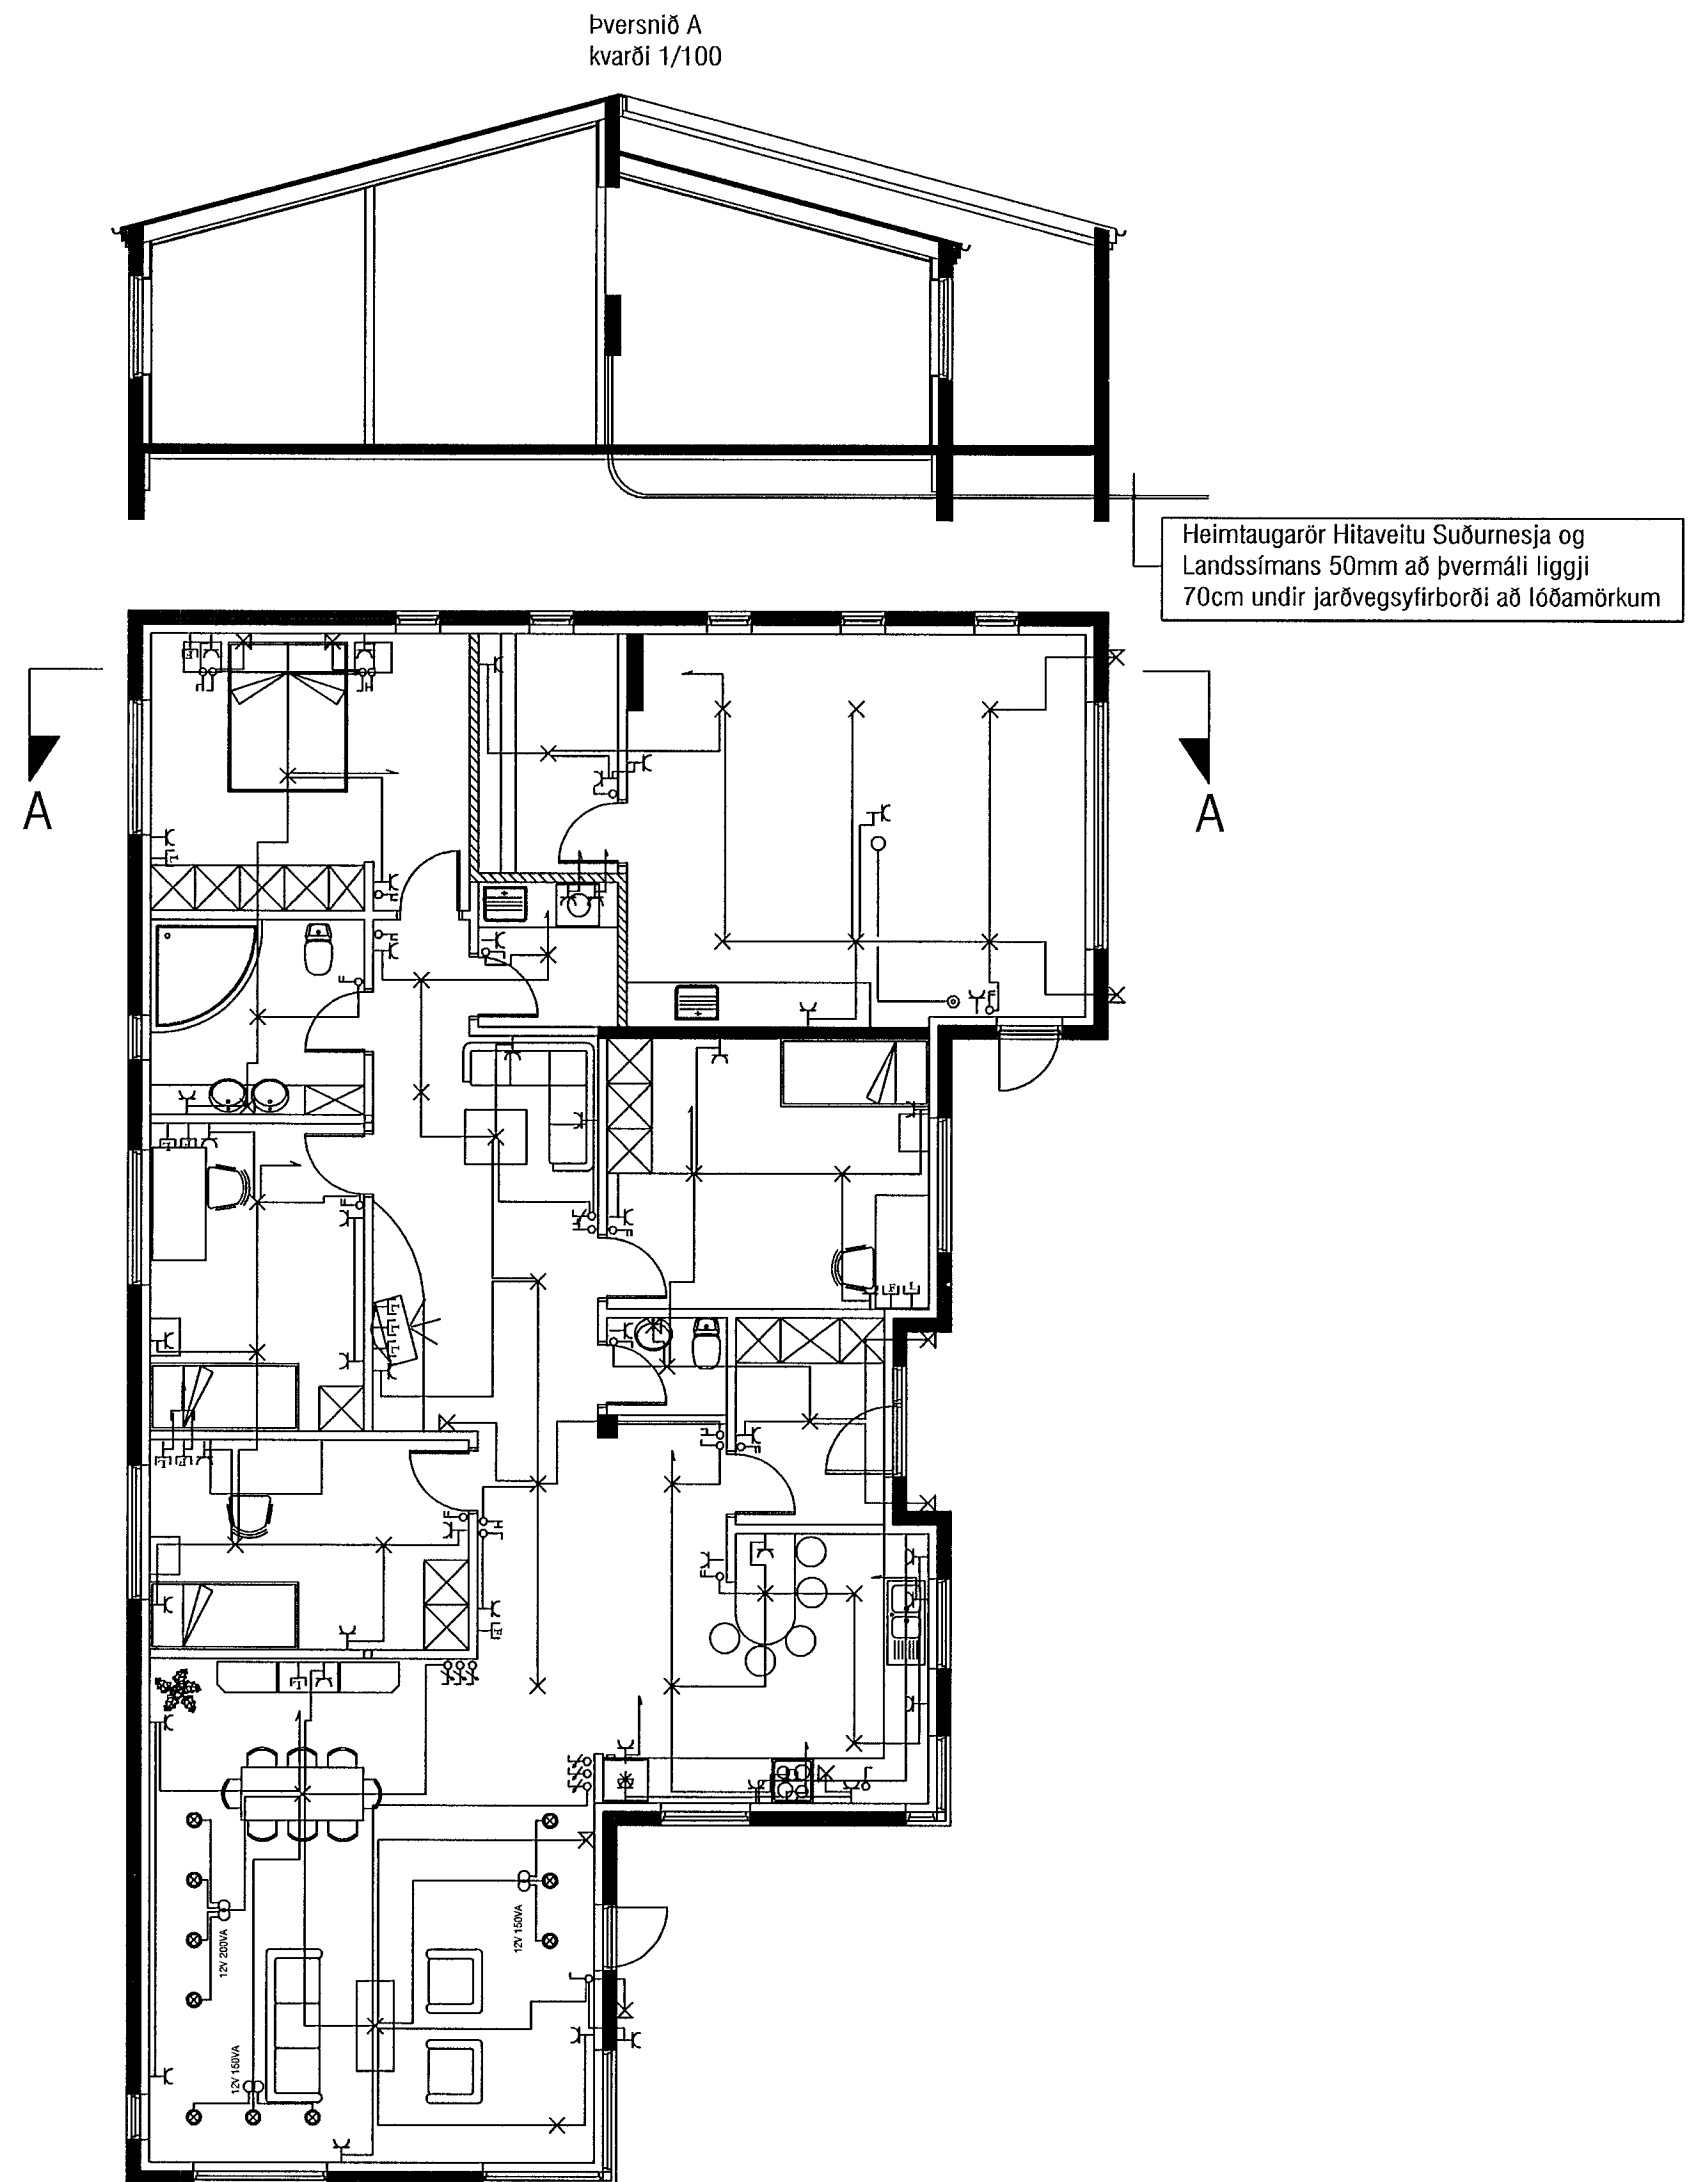 Þversnið A
kvarði 1/100
Heimtaugarör Hitaveitu Suðurnesja og
Landssímans 50mm að þvermáli liggji
70cm undir jarðvegsyfirborði að lóðamörkum
A
A
12V 200VA
12V 150VA
12V 150VA